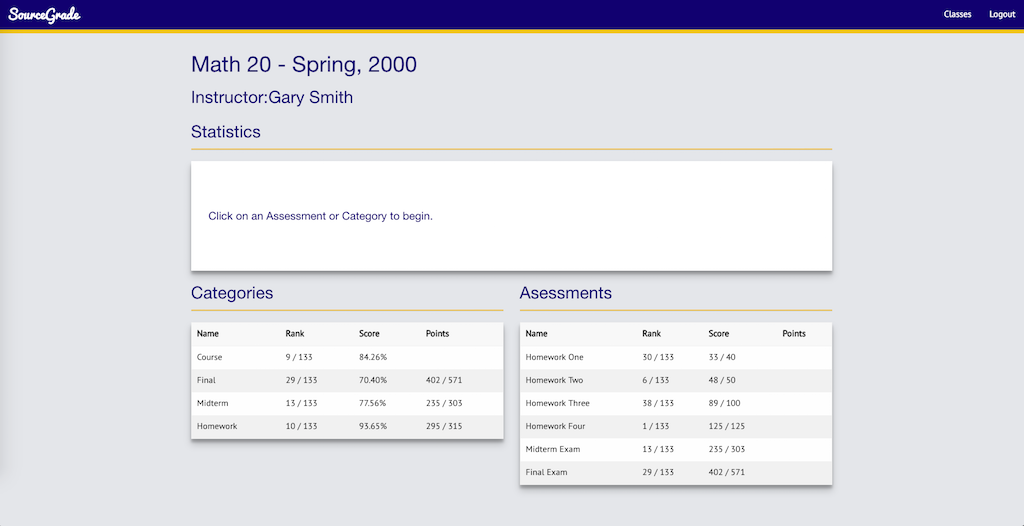 SourceGrade
Classes Logout
Math 20 - Spring, 2000
Instructor:Gary Smith
Statistics
Click on an Assessment or Category to begin.
Categories
Name Rank Score Points
Course 9 / 133 84.26%
Final 29 / 133 70.40% 402 / 571
Midterm 13 / 133 77.56% 235 / 303
Homework 10 / 133 93.65% 295 / 315
Asessments
Name Rank Score Points
Homework One 30 / 133 33 / 40
Homework Two 6 / 133 48 / 50
Homework Three 38 / 133 89 / 100
Homework Four 1 / 133 125 / 125
Midterm Exam 13 / 133 235 / 303
Final Exam 29 / 133 402 / 571